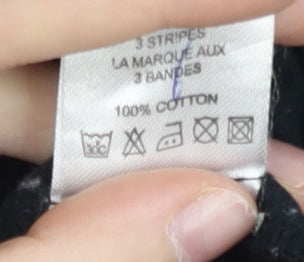 3 STRIPES
LA MARQUE AUX
3 BANDES
100% COTTON